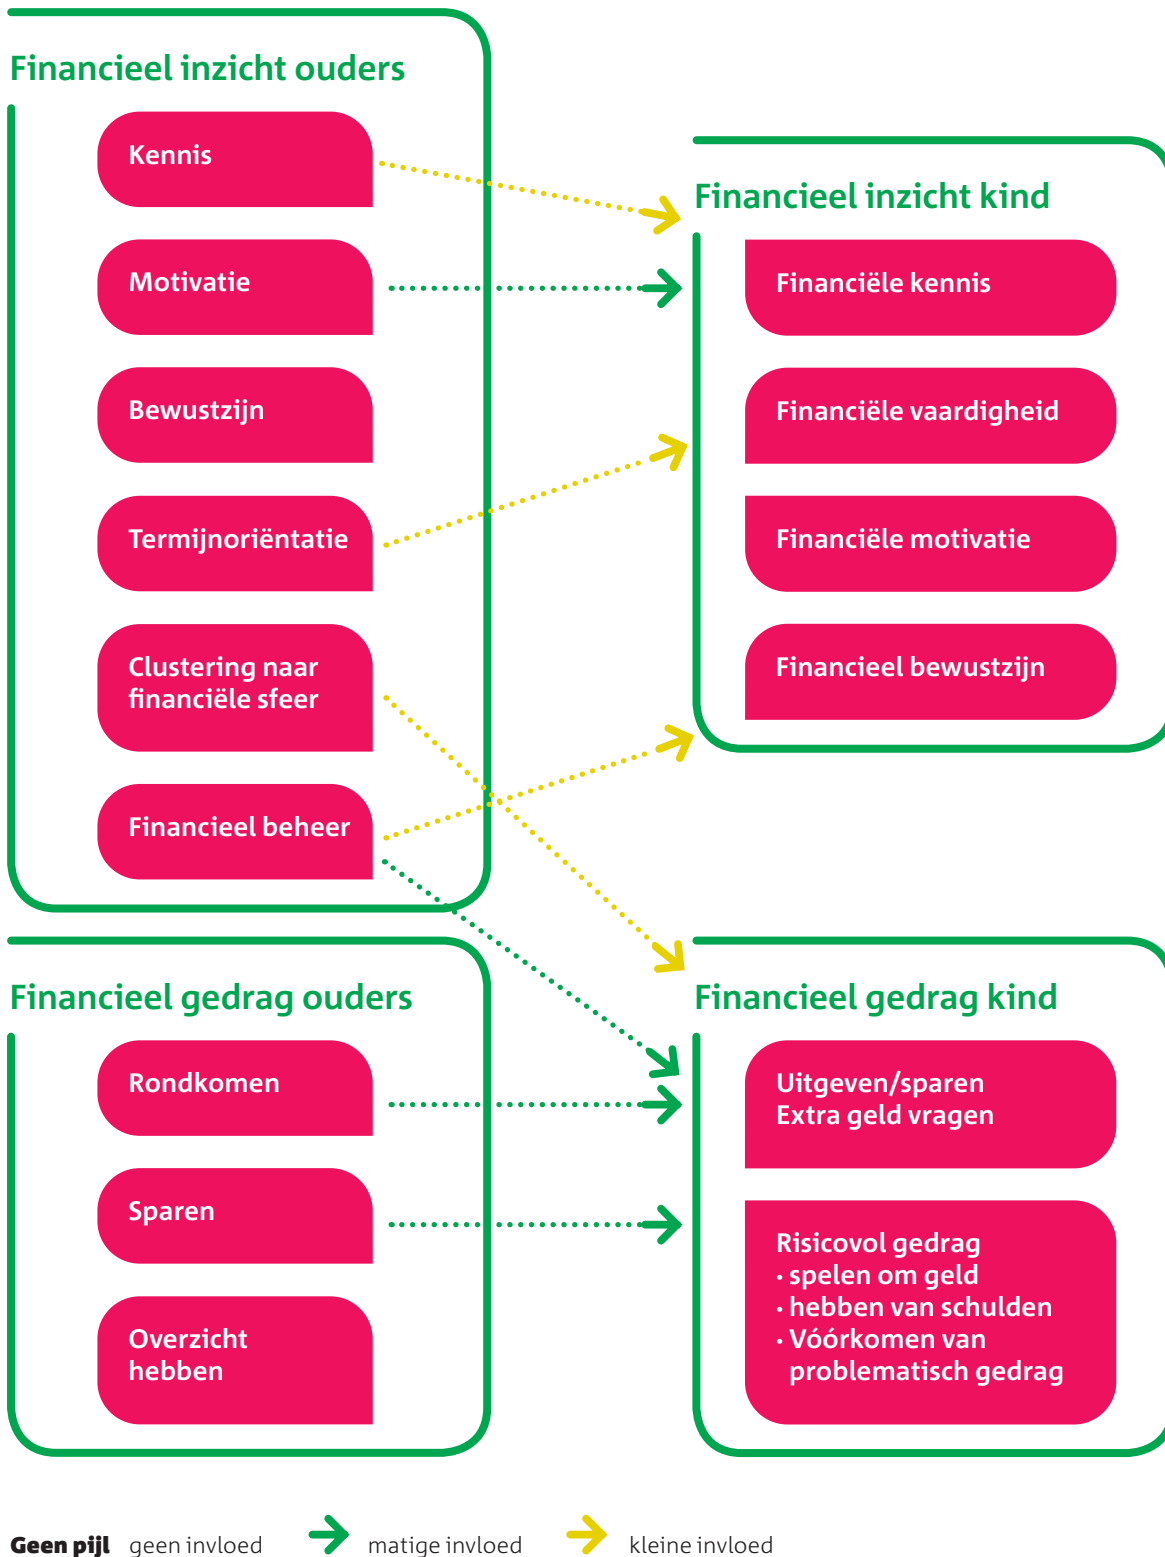 Financieel inzicht ouders
Kennis
Motivatie
Bewustzijn
Termijnoriëntatie
Clustering naar
financiële sfeer
Financieel beheer
Financieel inzicht kind
Financiële kennis
Financiële vaardigheid
Financiële motivatie
Financieel bewustzijn
Financieel gedrag ouders
Rondkomen
Sparen
Overzicht
hebben
Financieel gedrag kind
Uitgeven/sparen
Extra geld vragen
Risicovol gedrag
• spelen om geld
• hebben van schulden
• Vóórkomen van
problematisch gedrag
Geen pijl geen invloed matige invloed kleine invloed